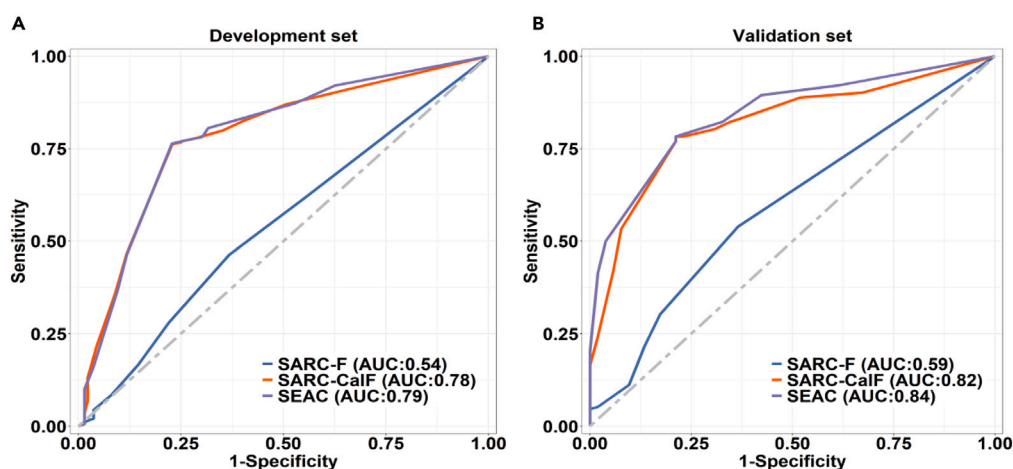 A
Development set
1.00
0.75
0.50
0.25
0.00
Sensitivity
SARC-F (AUC:0.54)
SARC-CalF (AUC:0.78)
SEAC (AUC:0.79)
0.00 0.25 0.50 0.75 1.00
1-Specificity
B
Validation set
1.00
0.75
0.50
0.25
0.00
Sensitivity
SARC-F (AUC:0.59)
SARC-CalF (AUC:0.82)
SEAC (AUC:0.84)
0.00 0.25 0.50 0.75 1.00
1-Specificity